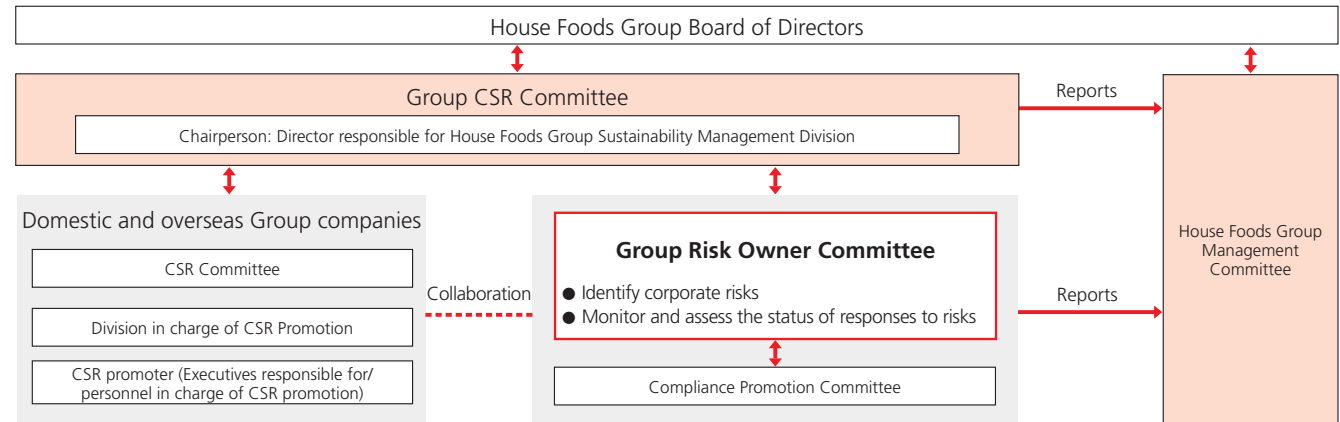 House Foods Group Board of Directors
Group CSR Committee
Reports
Chairperson: Director responsible for House Foods Group Sustainability Management Division
Domestic and overseas Group companies
CSR Committee
Division in charge of CSR Promotion
CSR promoter (Executives responsible for/
personnel in charge of CSR promotion)
Collaboration
Group Risk Owner Committee
● Identify corporate risks
● Monitor and assess the status of responses to risks
Compliance Promotion Committee
Reports
House Foods Group
Management
Committee